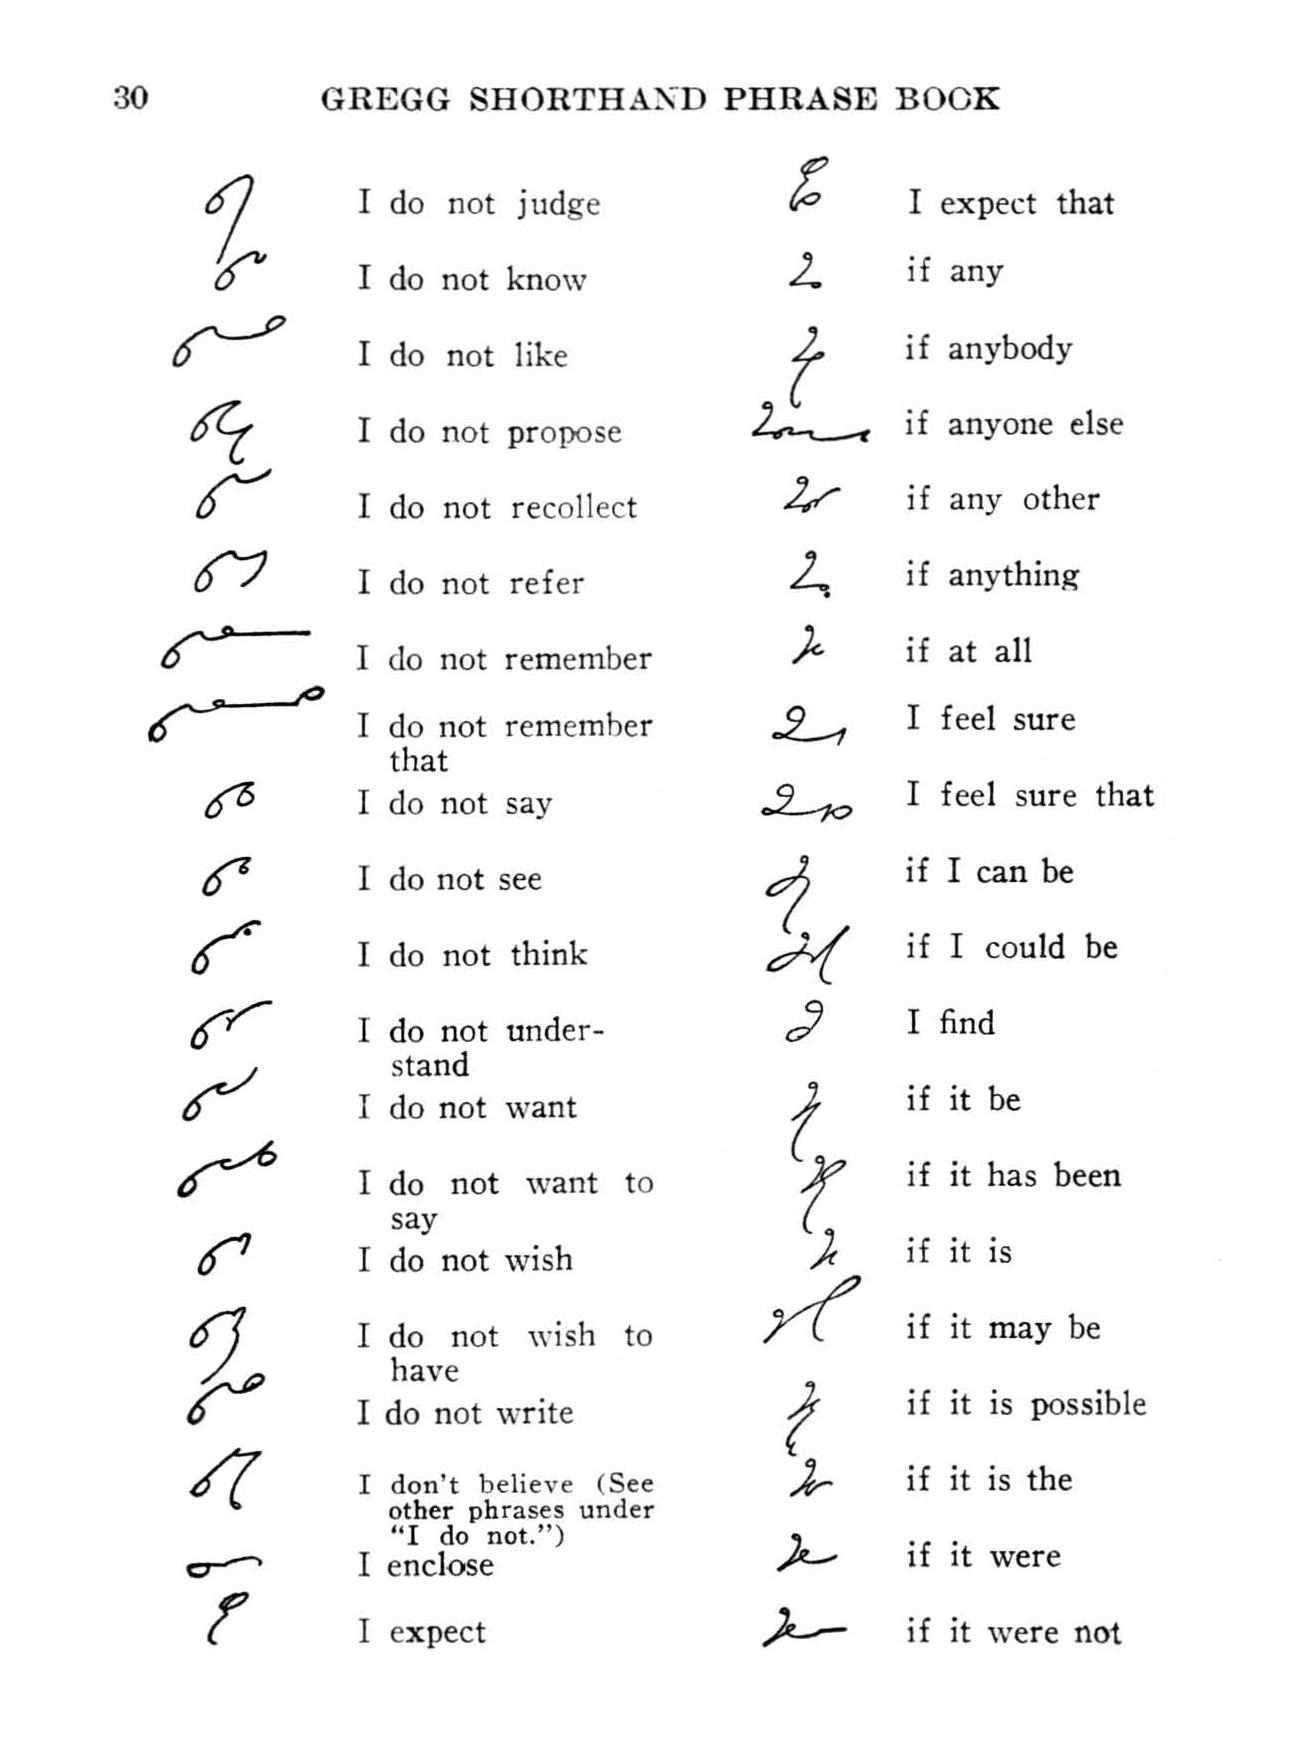 30 GREGG SHORTHAND PHRASE BOOK
I do not judge
I do not know
I do not like
I do not propose
I do not recollect
I do not refer
I do not remember
I do not remember
that
I do not say
I do not see
I do not think
I do not under-
stand
I do not want
I do not want to
say
I do not wish
I do not wish to
have
I do not write
I don't believe (See
other phrases under
"I do not.")
I enclose
I expect
I expect that
if any
if anybody
if anyone else
if any other
if anything
if at all
I feel sure
I feel sure that
if I can be
if I could be
I find
if it be
if it has been
if it is
if it may be
if it is possible
if it is the
if it were
if it were not